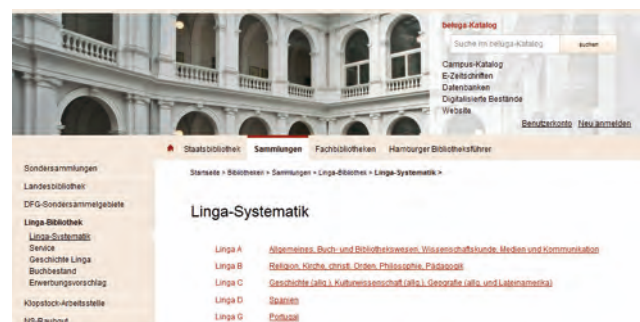 beluga-Katalog
Suche im beluga-Katalog
suchen
Campus-Katalog
E-Zeitschriften
Datenbanken
Digitalisierte Bestände
Website
Benutzerkonto Neu anmelden
Staatsbibliothek Sammlungen Fachbibliotheken Hamburger Bibliotheksführer
Startseite > Bibliotheken > Sammlungen > Linga-Bibliothek > Linga-Systematik >
Sondersammlungen
Landesbibliothek
DFG-Sondersammelgebiete
Linga-Bibliothek
Linga-Systematik
Service
Geschichte Linga
Buchbestand
Erwerbungsvorschlag
Klopstock-Arbeitsstelle
NS-Raubgut
Linga-Systematik
Linga A Allgemeines, Buch- und Bibliothekswesen, Wissenschaftskunde, Medien und Kommunikation
Linga B Religion, Kirche, christl. Orden, Philosophie, Pädagogik
Linga C Geschichte (allg.), Kulturwissenschaft (allg.), Geografie (allg. und Lateinamerika)
Linga D Spanien
Linga G Portugal